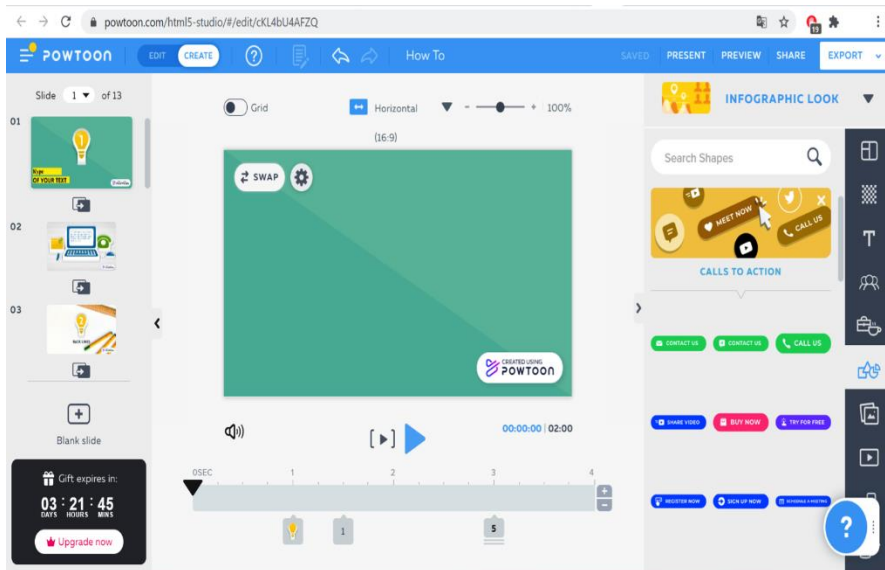 powtoon.com/html5-studio/#/edit/cKL4bU4AFZQ
19
POWTOON
EDIT CREATE
?
How To
SAVED PRESENT PREVIEW SHARE EXPORT
Slide 1 of 13
Grid
Horizontal
- + 100%
(16:9)
INFOGRAPHIC LOOK
Search Shapes
01
1
OF YOUR TEXT
SWAP
02
MEET NOW
CALL US
CALLS TO ACTION
T
03
CONTACT US CONTACT US CALL US
CREATED USING
POWTOON
+
Blank slide
00:00:00 | 02:00
SHARE VIDEO BUY NOW TRY FOR FREE
0SEC 1 2 3 4
+
-
Gift expires in:
03 : 21 : 45
DAYS HOURS MINS
Upgrade now
1
5
REGISTER NOW SIGN UP NOW SCHEDULE A MEETING
?